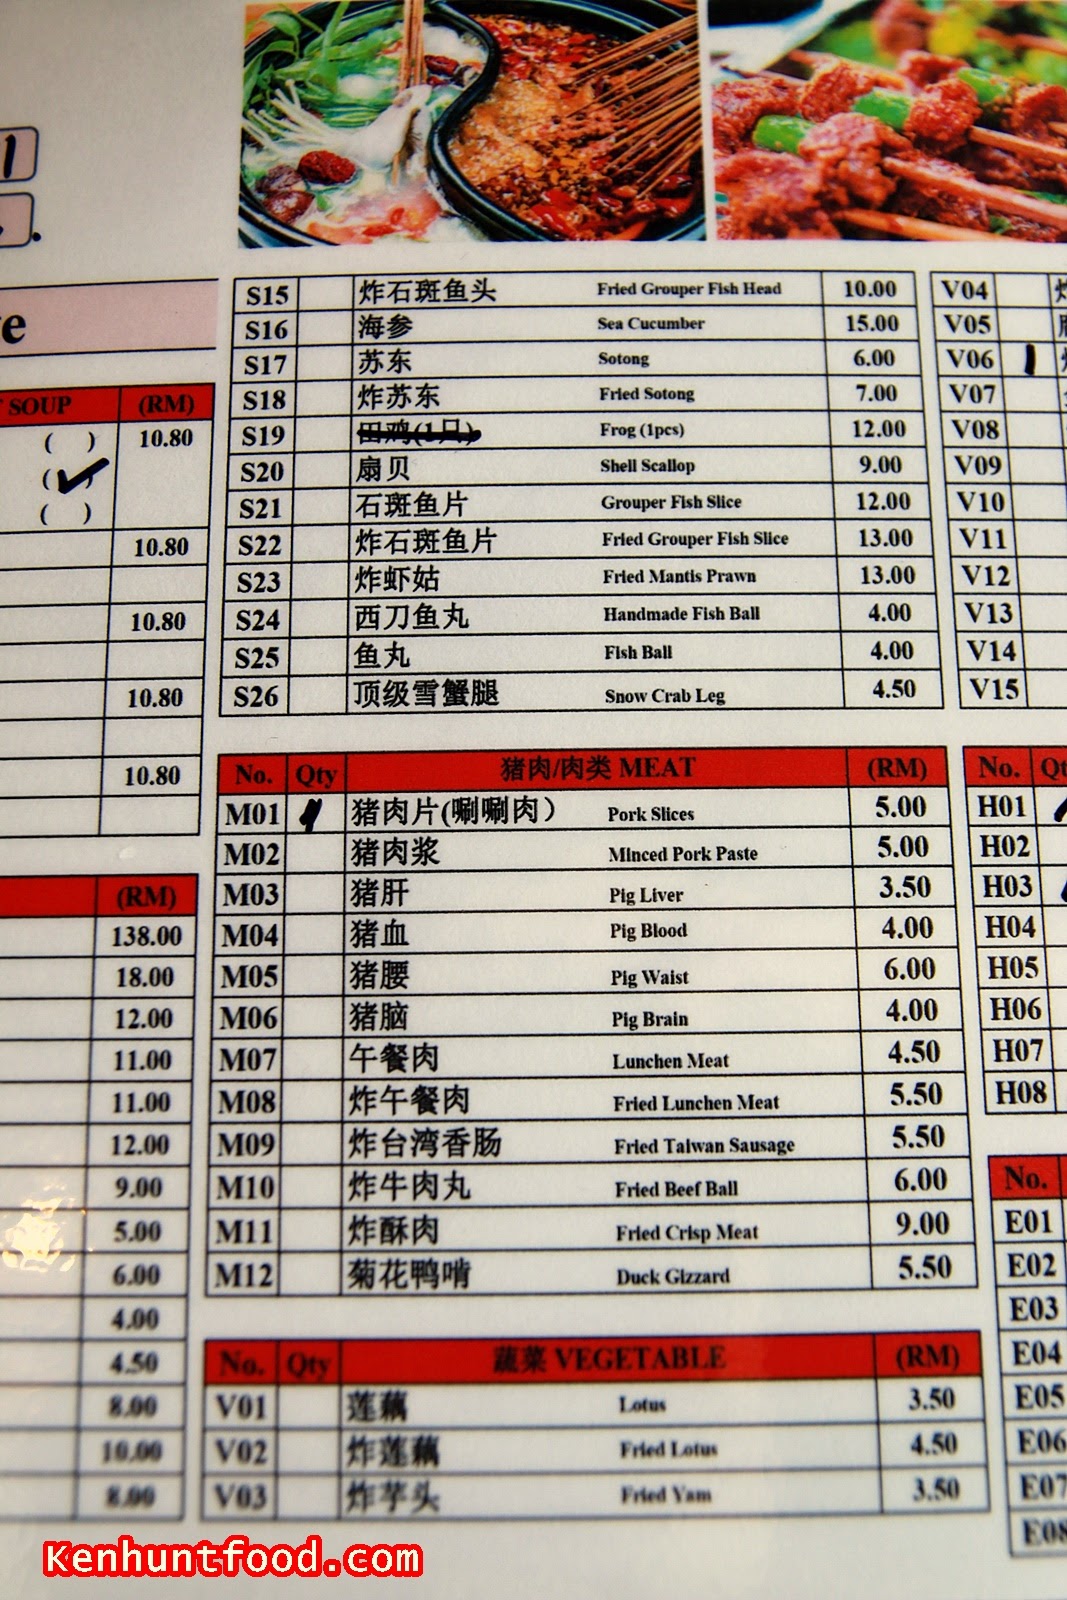 1
e
SOUP (RM)
( ) 10.80
( ✓ )
( )
10.80
10.80
10.80
10.80
(RM)
138.00
18.00
12.00
11.00
11.00
12.00
9.00
5.00
6.00
4.00
4.50
8.00
10.00
8.00
S15 炸石斑鱼头 Fried Grouper Fish Head 10.00
S16 海参 Sea Cucumber 15.00
S17 苏东 Sotong 6.00
S18 炸苏东 Fried Sotong 7.00
S19 田鸡(1只) Frog (1pcs) 12.00
S20 扇贝 Shell Scallop 9.00
S21 石斑鱼片 Grouper Fish Slice 12.00
S22 炸石斑鱼片 Fried Grouper Fish Slice 13.00
S23 炸虾姑 Fried Mantis Prawn 13.00
S24 西刀鱼丸 Handmade Fish Ball 4.00
S25 鱼丸 Fish Ball 4.00
S26 顶级雪蟹腿 Snow Crab Leg 4.50
No. Qty 猪肉/肉类 MEAT (RM)
M01 1 猪肉片(唰唰肉） Pork Slices 5.00
M02 猪肉浆 Minced Pork Paste 5.00
M03 猪肝 Pig Liver 3.50
M04 猪血 Pig Blood 4.00
M05 猪腰 Pig Waist 6.00
M06 猪脑 Pig Brain 4.00
M07 午餐肉 Lunchen Meat 4.50
M08 炸午餐肉 Fried Lunchen Meat 5.50
M09 炸台湾香肠 Fried Taiwan Sausage 5.50
M10 炸牛肉丸 Fried Beef Ball 6.00
M11 炸酥肉 Fried Crisp Meat 9.00
M12 菊花鸭啃 Duck Gizzard 5.50
No. Qty 蔬菜 VEGETABLE (RM)
V01 莲藕 Lotus 3.50
V02 炸莲藕 Fried Lotus 4.50
V03 炸芋头 Fried Yam 3.50
V04
V05
V06 1
V07
V08
V09
V10
V11
V12
V13
V14
V15
No. Qt
H01
H02
H03
H04
H05
H06
H07
H08
No.
E01
E02
E03
E04
E05
E06
E07
E08
Kenhuntfood.com